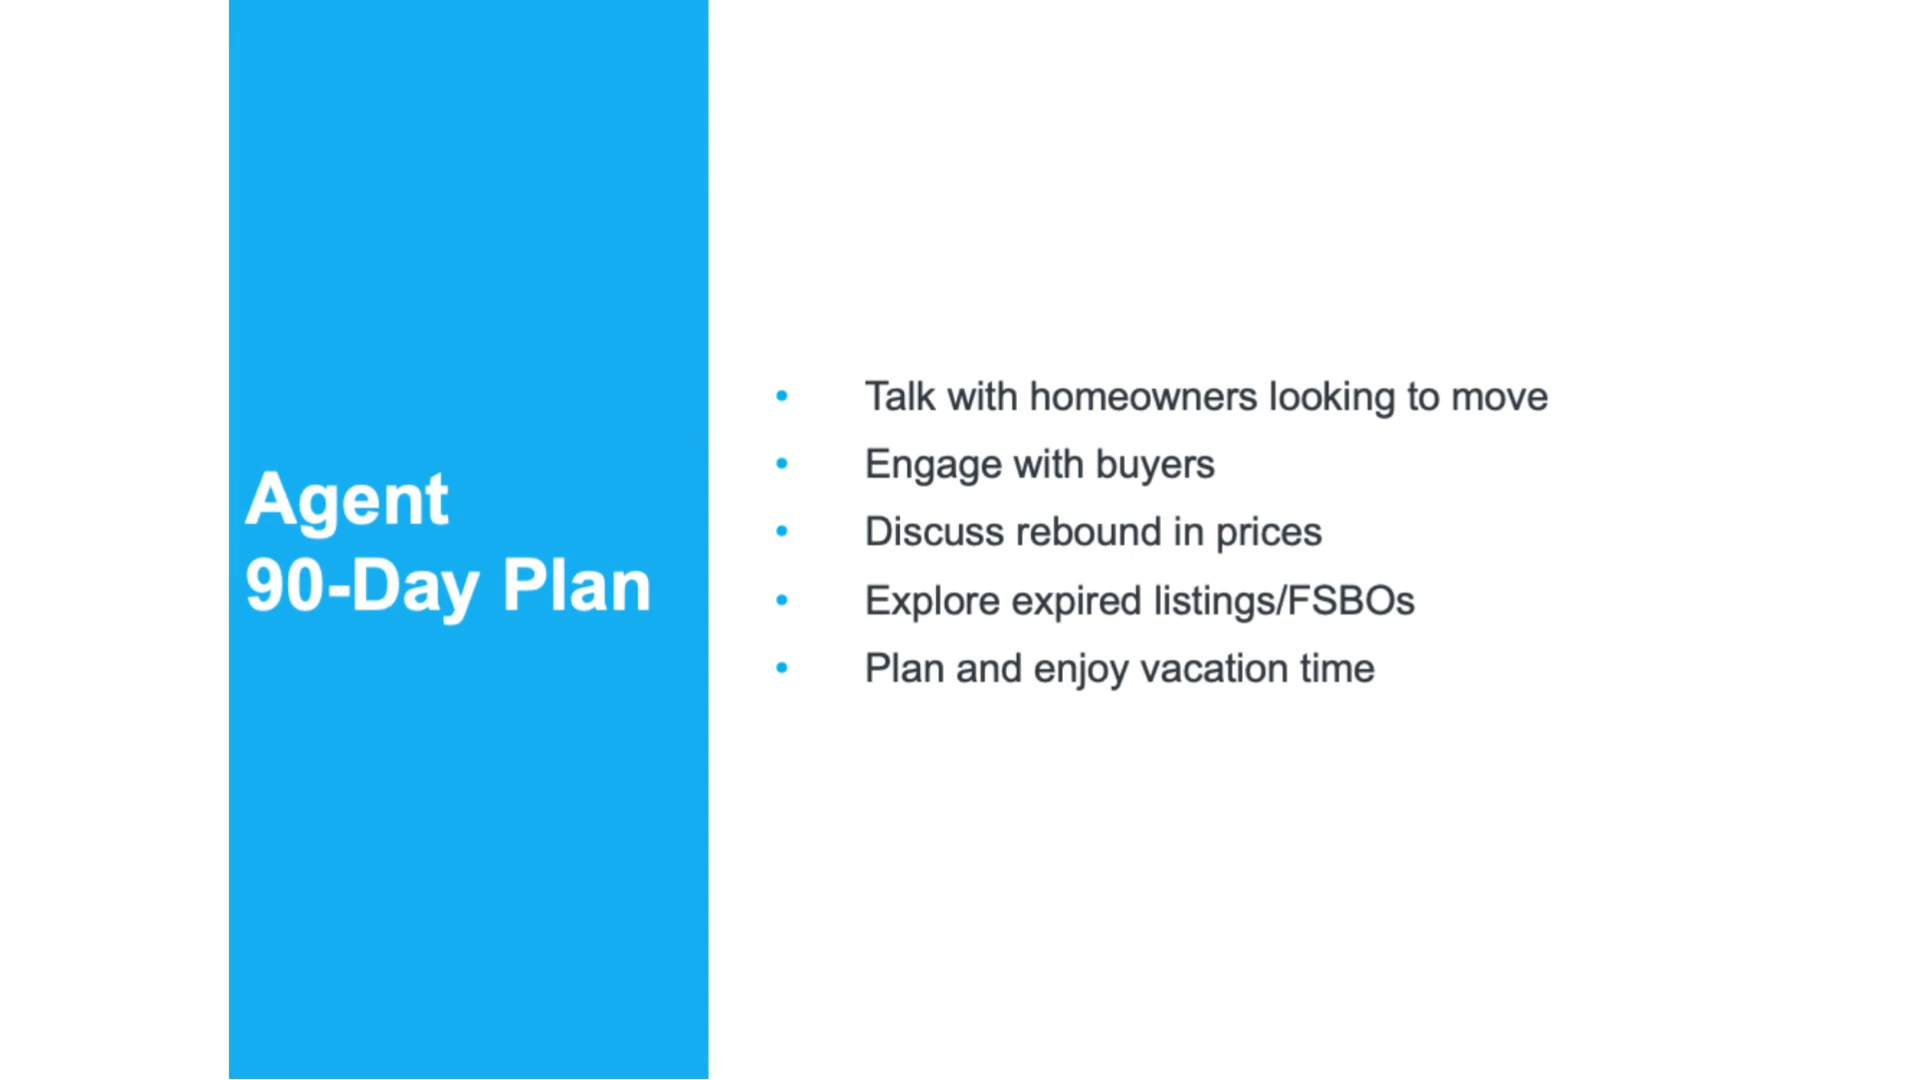 Agent
90-Day Plan
• Talk with homeowners looking to move
• Engage with buyers
• Discuss rebound in prices
• Explore expired listings/FSBOs
• Plan and enjoy vacation time